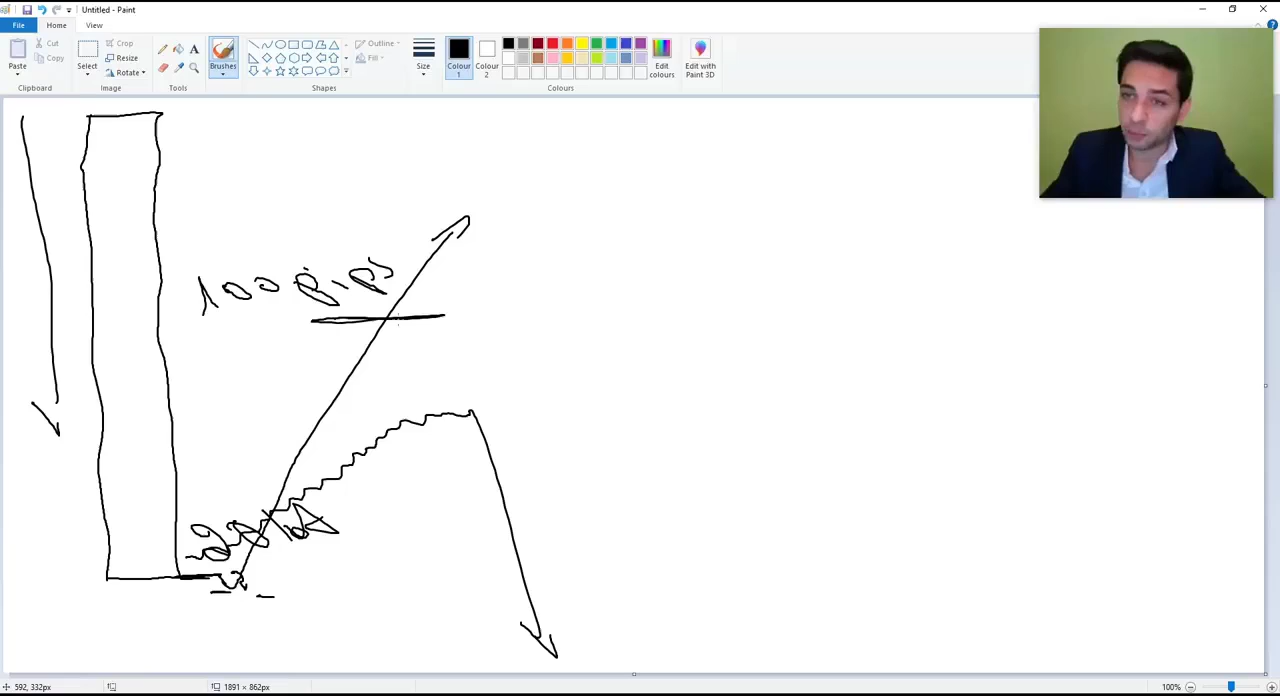 Untitled - Paint
File
Home
View
Paste
Cut
Copy
Clipboard
Select
Crop
Resize
Rotate
Image
Tools
Brushes
Outline
Fill
Shapes
Size
Colour 1
Colour 2
Edit colours
Edit with Paint 3D
Colours
100 pips
592, 332px
1891 × 862px
100%